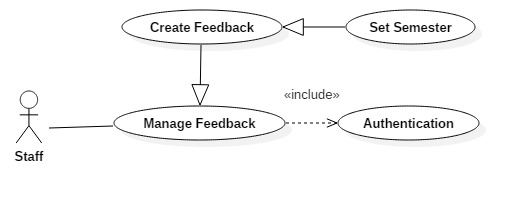 Create Feedback
Set Semester
«include»
Manage Feedback
Authentication
Staff